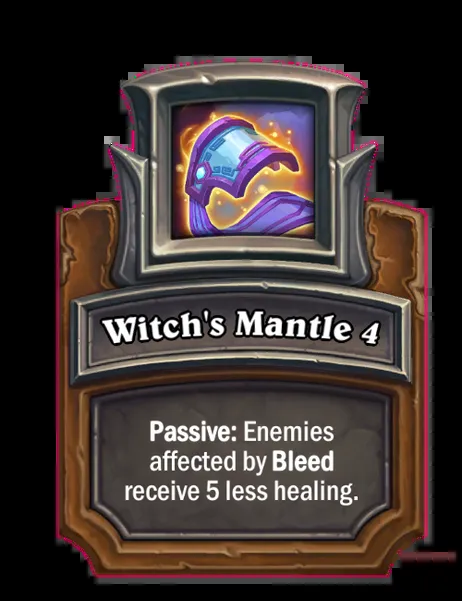 Witch's Mantle 4
Passive: Enemies
affected by Bleed
receive 5 less healing.